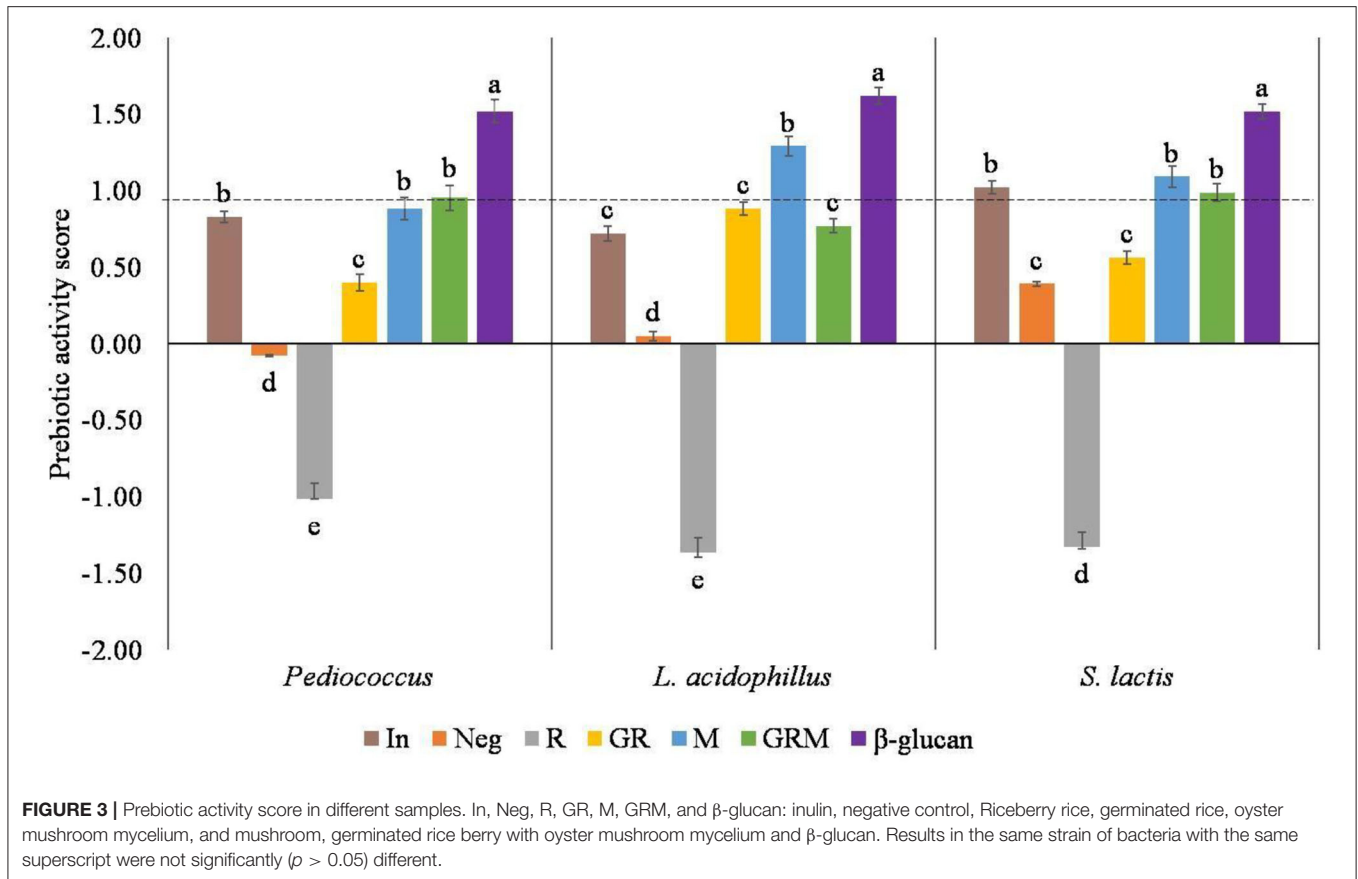 2.00
1.50
1.00
0.50
0.00
-0.50
-1.00
-1.50
-2.00
Prebiotic activity score
b
d
e
c
b
b
a
c
d
e
c
b
c
a
b
c
d
c
b
b
a
Pediococcus
L. acidophillus
S. lactis
In Neg R GR M GRM β-glucan
FIGURE 3 | Prebiotic activity score in different samples. In, Neg, R, GR, M, GRM, and β-glucan: inulin, negative control, Riceberry rice, germinated rice, oyster
mushroom mycelium, and mushroom, germinated rice berry with oyster mushroom mycelium and β-glucan. Results in the same strain of bacteria with the same
superscript were not significantly (p > 0.05) different.